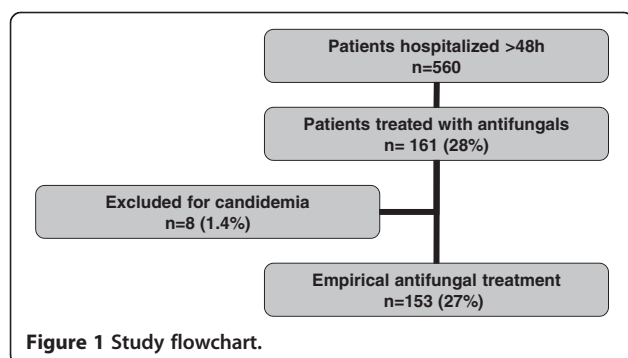 Patients hospitalized >48h
n=560
Patients treated with antifungals
n= 161 (28%)
Excluded for candidemia
n=8 (1.4%)
Empirical antifungal treatment
n=153 (27%)
Figure 1 Study flowchart.